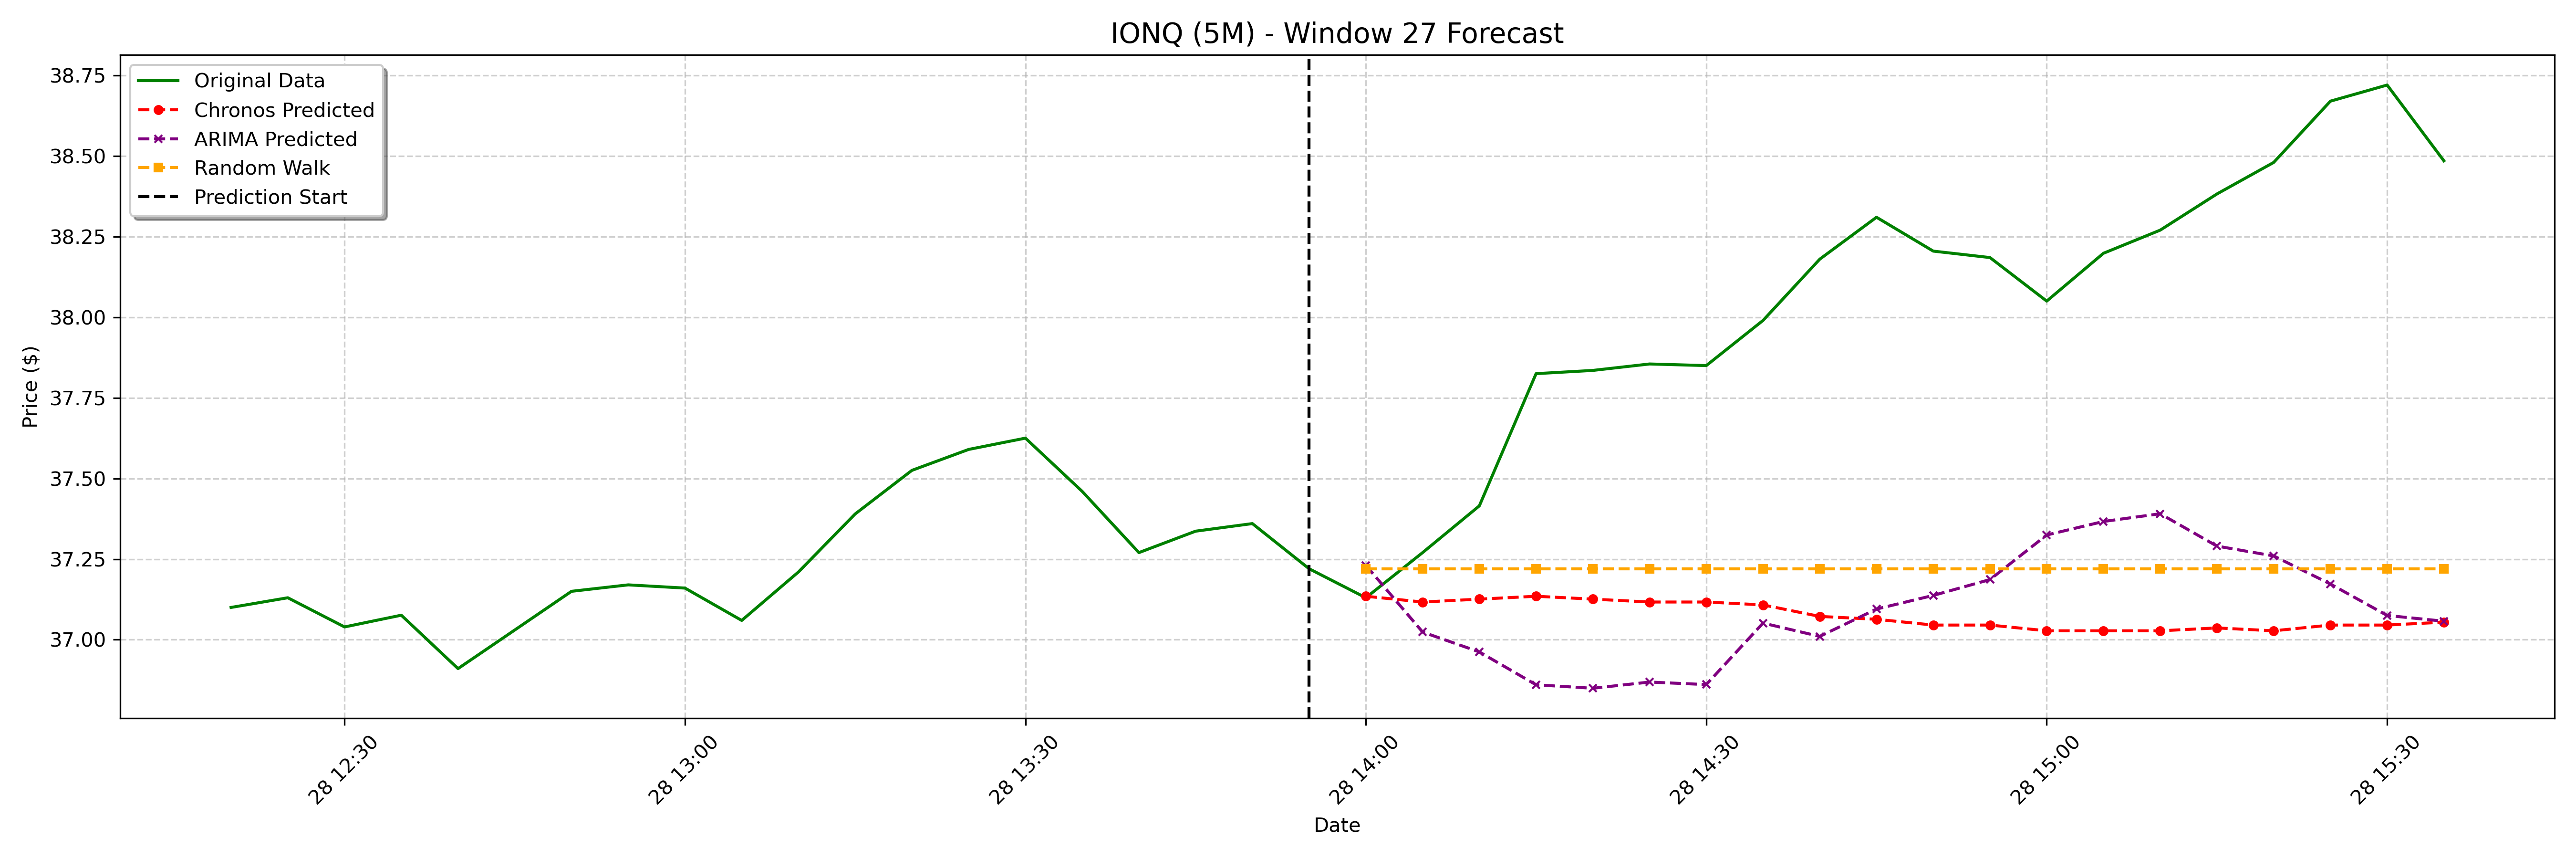 IONQ (5M) - Window 27 Forecast
Original Data
Chronos Predicted
ARIMA Predicted
Random Walk
Prediction Start
Price ($)
38.75
38.50
38.25
38.00
37.75
37.50
37.25
37.00
28 12:30
28 13:00
28 13:30
28 14:00
28 14:30
28 15:00
28 15:30
Date